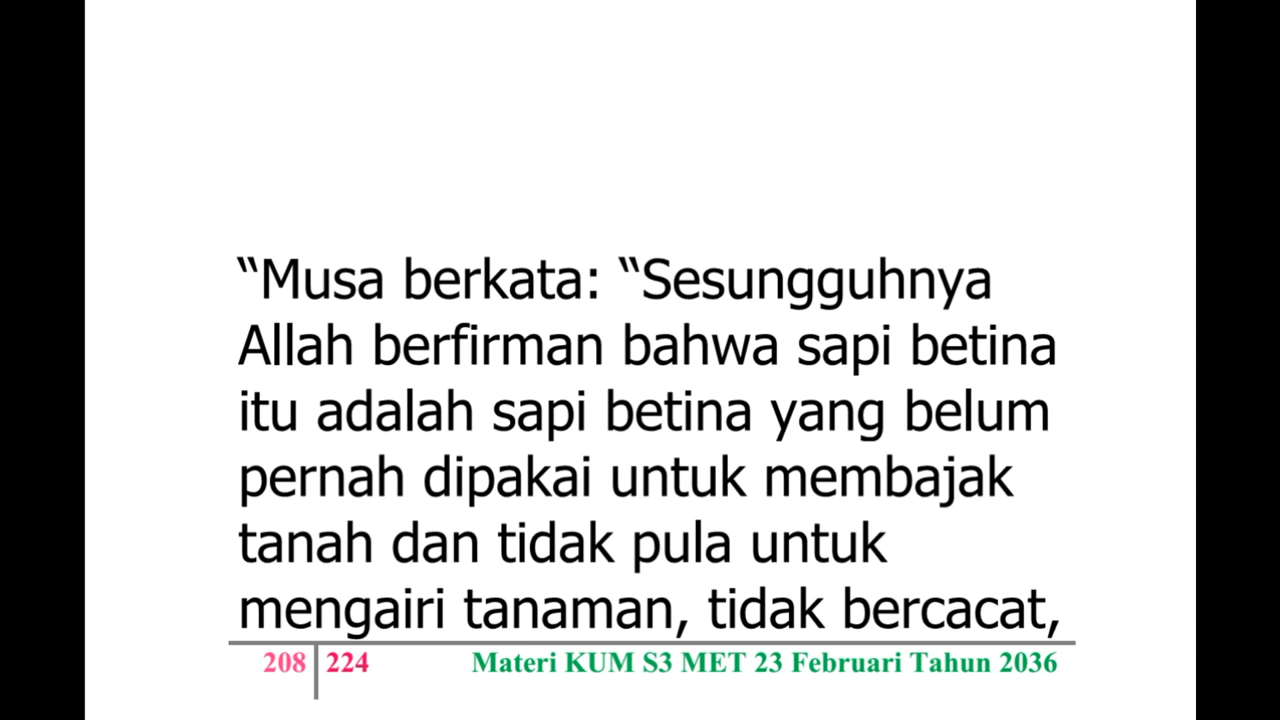 “Musa berkata: “Sesungguhnya
Allah berfirman bahwa sapi betina
itu adalah sapi betina yang belum
pernah dipakai untuk membajak
tanah dan tidak pula untuk
mengairi tanaman, tidak bercacat,
208 224 Materi KUM S3 MET 23 Februari Tahun 2036